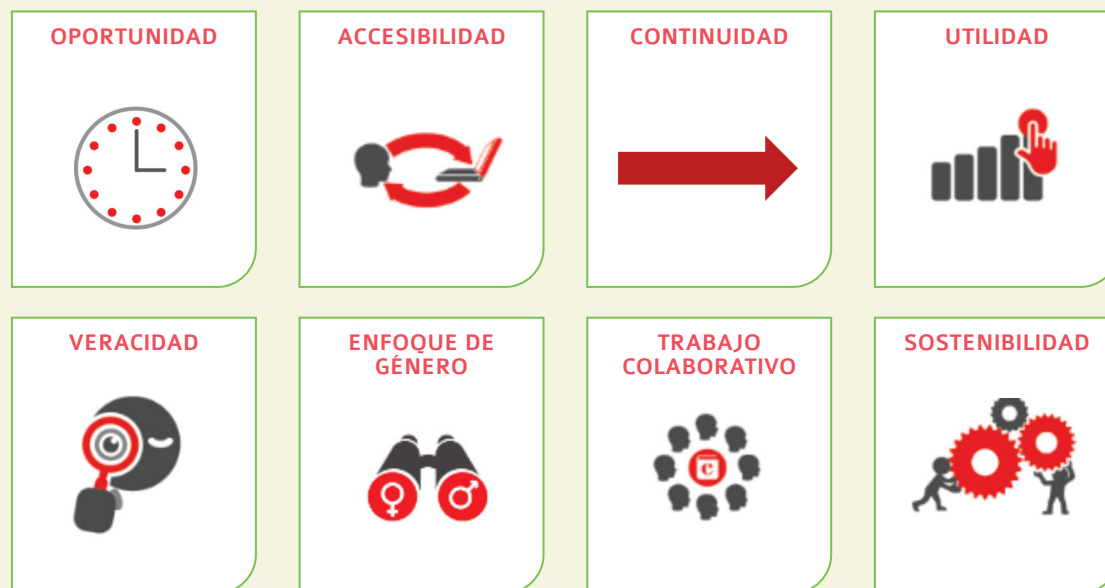 OPORTUNIDAD
ACCESIBILIDAD
CONTINUIDAD
UTILIDAD
VERACIDAD
ENFOQUE DE
GÉNERO
TRABAJO
COLABORATIVO
SOSTENIBILIDAD